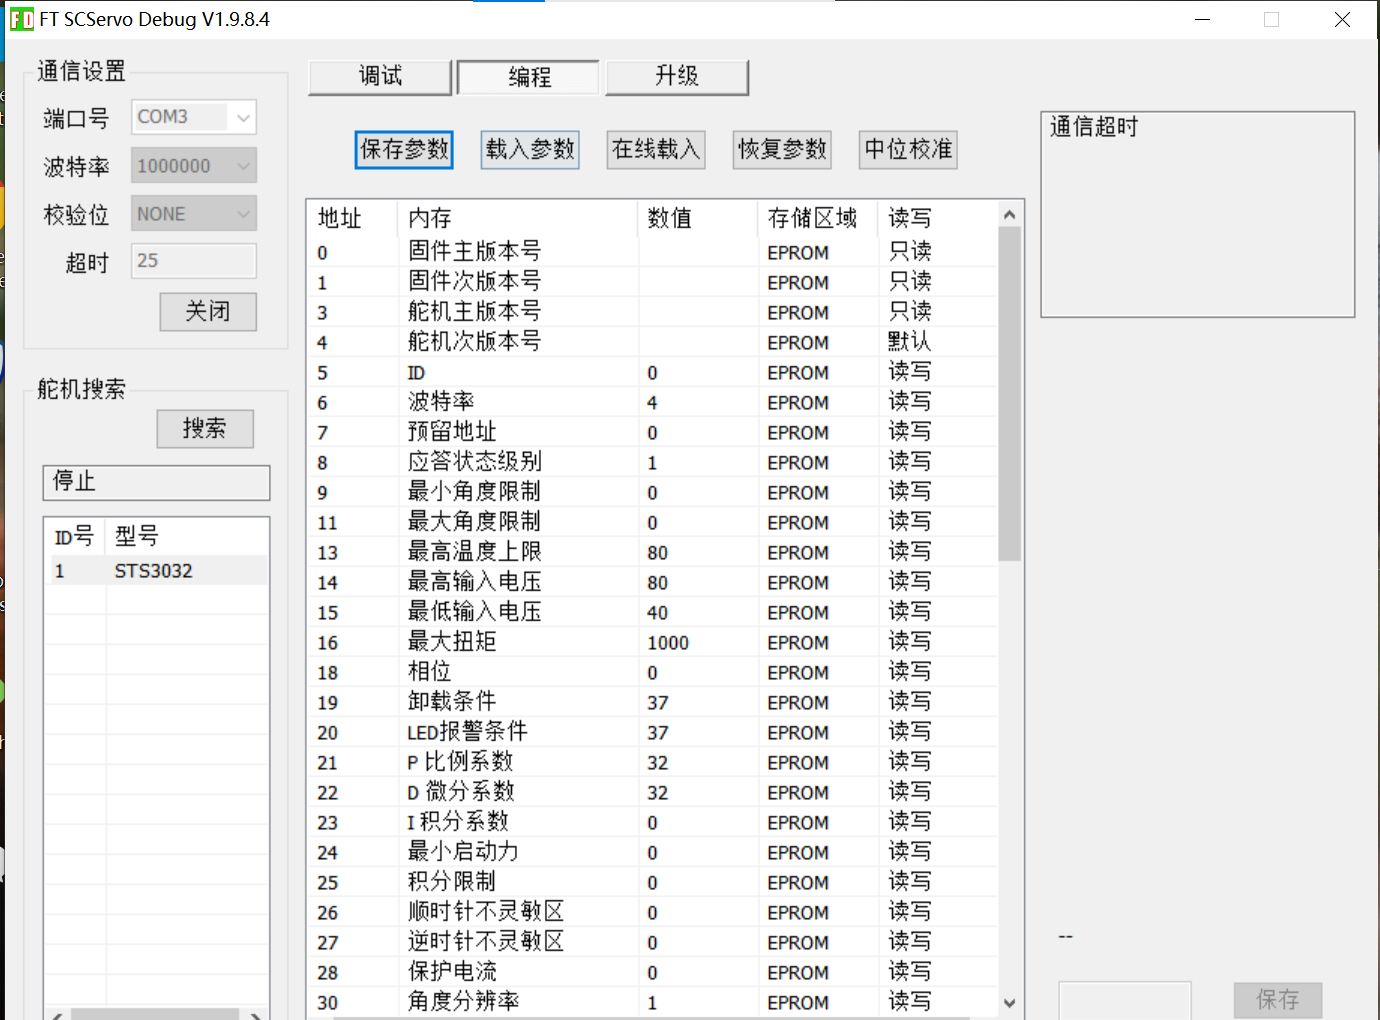 FT SCServo Debug V1.9.8.4
通信设置
端口号 COM3
波特率 1000000
校验位 NONE
超时 25
关闭
舵机搜索
搜索
停止
ID号 型号
1 STS3032
调试 编程 升级
保存参数 载入参数 在线载入 恢复参数 中位校准
地址 内存 数值 存储区域 读写
0 固件主版本号 EPROM 只读
1 固件次版本号 EPROM 只读
3 舵机主版本号 EPROM 只读
4 舵机次版本号 EPROM 默认
5 ID 0 EPROM 读写
6 波特率 4 EPROM 读写
7 预留地址 0 EPROM 读写
8 应答状态级别 1 EPROM 读写
9 最小角度限制 0 EPROM 读写
11 最大角度限制 0 EPROM 读写
13 最高温度上限 80 EPROM 读写
14 最高输入电压 80 EPROM 读写
15 最低输入电压 40 EPROM 读写
16 最大扭矩 1000 EPROM 读写
18 相位 0 EPROM 读写
19 卸载条件 37 EPROM 读写
20 LED报警条件 37 EPROM 读写
21 P 比例系数 32 EPROM 读写
22 D 微分系数 32 EPROM 读写
23 I 积分系数 0 EPROM 读写
24 最小启动力 0 EPROM 读写
25 积分限制 0 EPROM 读写
26 顺时针不灵敏区 0 EPROM 读写
27 逆时针不灵敏区 0 EPROM 读写
28 保护电流 0 EPROM 读写
30 角度分辨率 1 EPROM 读写
通信超时
--
保存